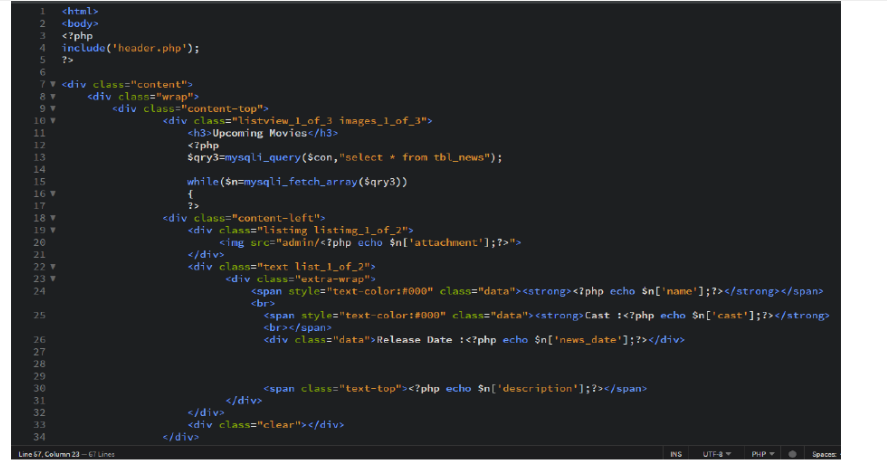 1 <html>
2 <body>
3 <?php
4 include('header.php');
5 ?>
6
7 <div class="content">
8 <div class="wrap">
9 <div class="content-top">
10 <div class="listview_1_of_3 images_1_of_3">
11 <h3>Upcoming Movies</h3>
12 <?php
13 $qry3=mysqli_query($con,"select * from tbl_news");
14
15 while($n=mysqli_fetch_array($qry3))
16 {
17 ?>
18 <div class="content-left">
19 <div class="listimg listimg_1_of_2">
20 <img src="admin/<?php echo $n['attachment'];?>">
21 </div>
22 <div class="text list_1_of_2">
23 <div class="extra-wrap">
24 <span style="text-color:#000" class="data"><strong><?php echo $n['name'];?></strong></span>
<br>
25 <span style="text-color:#000" class="data"><strong>Cast :<?php echo $n['cast'];?></strong>
<br></span>
26 <div class="data">Release Date :<?php echo $n['news_date'];?></div>
27
28
29
30 <span class="text-top"><?php echo $n['description'];?></span>
31 </div>
32 </div>
33 <div class="clear"></div>
34 </div>
Line 67, Column 23 — 67 Lines INS UTF-8 PHP Spaces: